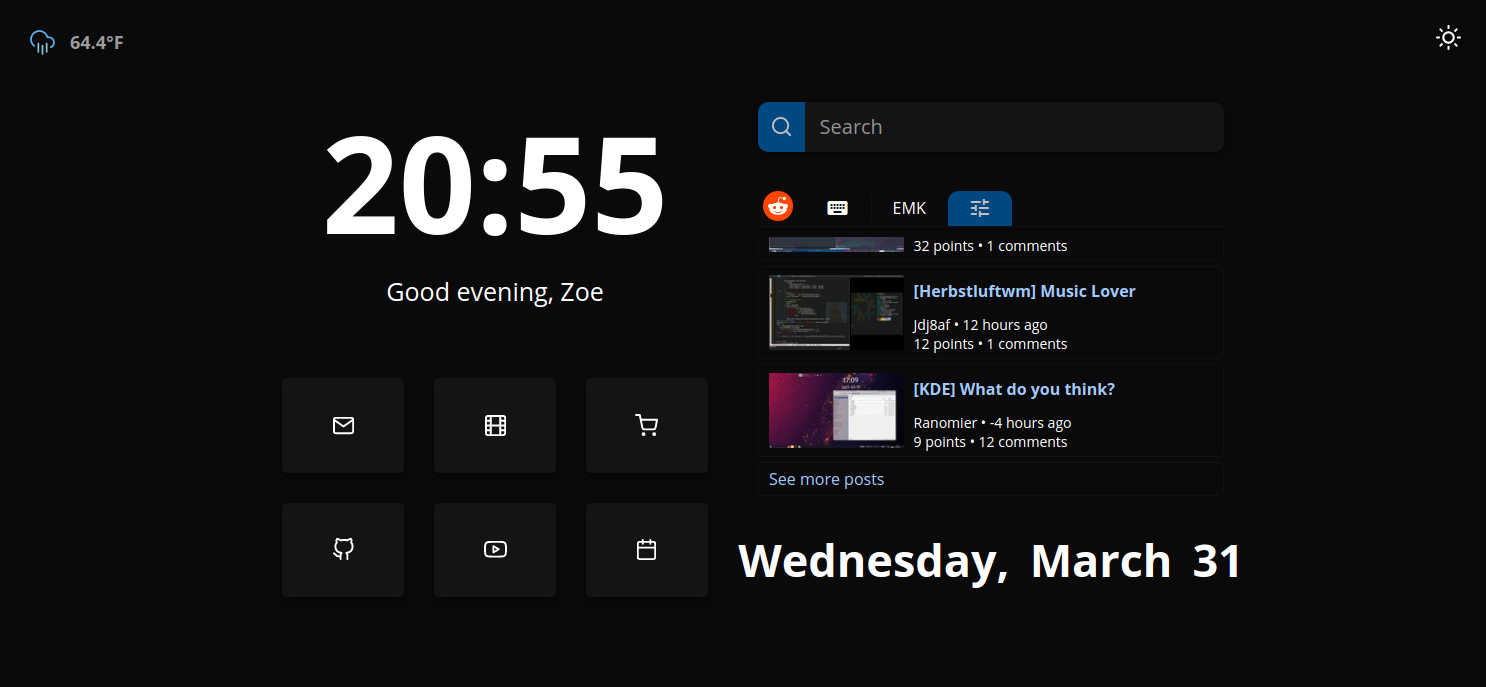 64.4°F
20:55
Good evening, Zoe
Search
EMK
32 points • 1 comments
[Herbstluftwm] Music Lover
Jdj8af • 12 hours ago
12 points • 1 comments
17:09
[KDE] What do you think?
Ranomier • -4 hours ago
9 points • 12 comments
See more posts
Wednesday, March 31